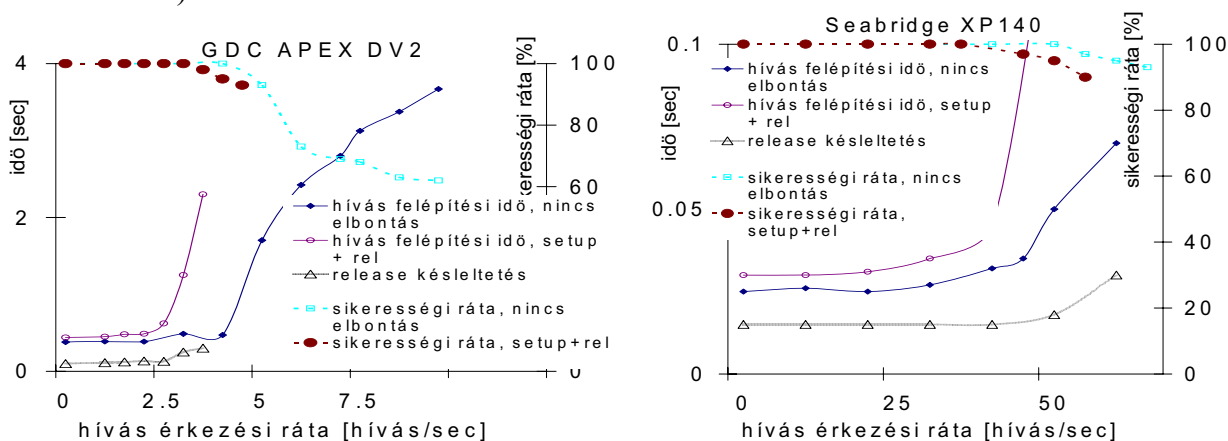 GDC APEX DV2
idö [sec]
4
2
0
0
2.5
5
7.5
hívás érkezési ráta [hívás/sec]
100
80
60
0
ráta [%]
hívás felépítési idö, nincs
elbontás
hívás felépítési idö, setup
+ rel
release késleltetés
sikerességi ráta, nincs
elbontás
sikerességi ráta, setup+rel
Seabridge XP140
idö [sec]
0.1
0.05
0
0
25
50
hívás érkezési ráta [hívás/sec]
100
80
60
40
20
0
sikerességi ráta [%]
hívás felépítési idö, nincs
elbontás
hívás felépítési idö, setup
+ rel
release késleltetés
sikerességi ráta, nincs
elbontás
sikerességi ráta,
setup+rel